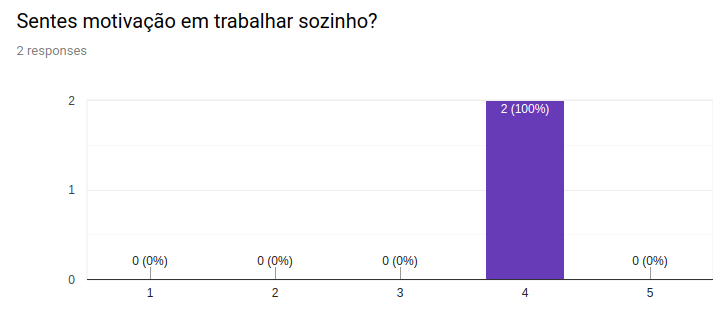 Sentes motivação em trabalhar sozinho?
2 responses
2
2 (100%)
1
0 (0%) 0 (0%) 0 (0%) 0 (0%)
0
1 2 3 4 5